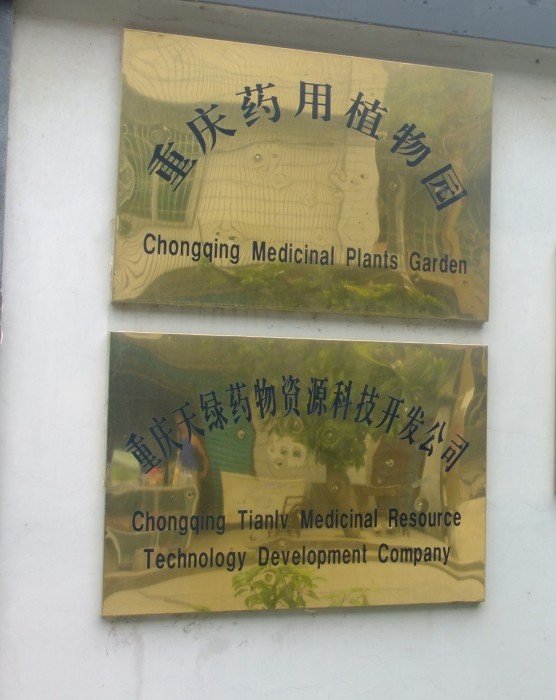 重庆药用植物园
Chongqing Medicinal Plants Garden
重庆天绿药物资源科技开发公司
Chongqing Tianlv Medicinal Resource
Technology Development Company